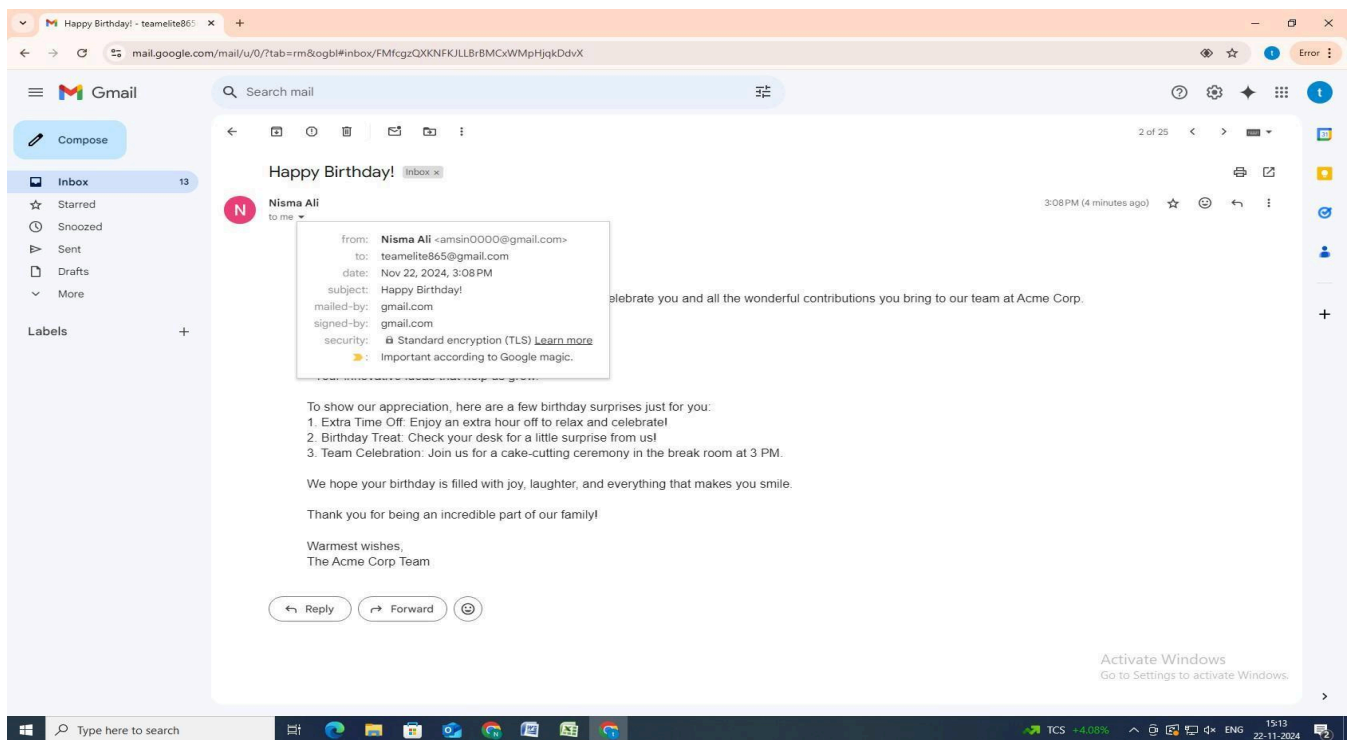 Happy Birthday! - teamelite865
mail.google.com/mail/u/0/?tab=rm&ogbl#inbox/FMfcgzQXKNFKJLLBrBMCxWMpHjqkDdvX
t
Error
Gmail
Search mail
t
Compose
2 of 25
Inbox 13
Starred
Snoozed
Sent
Drafts
More
Labels
Happy Birthday! Inbox ×
N
Nisma Ali
3:08 PM (4 minutes ago)
to me
from: Nisma Ali <amsin0000@gmail.com>
to: teamelite865@gmail.com
date: Nov 22, 2024, 3:08 PM
subject: Happy Birthday!
mailed-by: gmail.com
signed-by: gmail.com
security: Standard encryption (TLS) Learn more
: Important according to Google magic.
elebrate you and all the wonderful contributions you bring to our team at Acme Corp.
innovative ideas that help us grow.
To show our appreciation, here are a few birthday surprises just for you:
1. Extra Time Off: Enjoy an extra hour off to relax and celebrate!
2. Birthday Treat: Check your desk for a little surprise from us!
3. Team Celebration: Join us for a cake-cutting ceremony in the break room at 3 PM.
We hope your birthday is filled with joy, laughter, and everything that makes you smile.
Thank you for being an incredible part of our family!
Warmest wishes,
The Acme Corp Team
Reply
Forward
Activate Windows
Go to Settings to activate Windows.
31
Type here to search
TCS +4.08%
ENG
15:13
22-11-2024
2